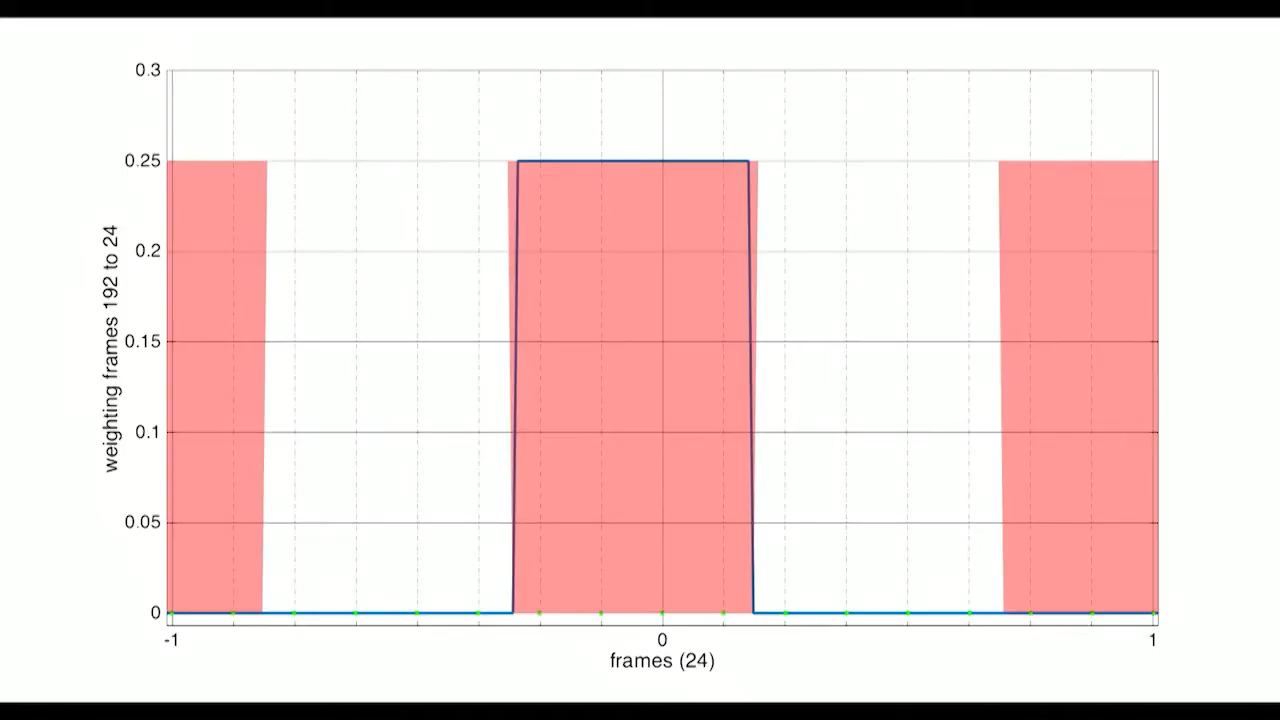 0.3
0.25
0.2
0.15
0.1
0.05
0
weighting frames 192 to 24
-1 0 1
frames (24)